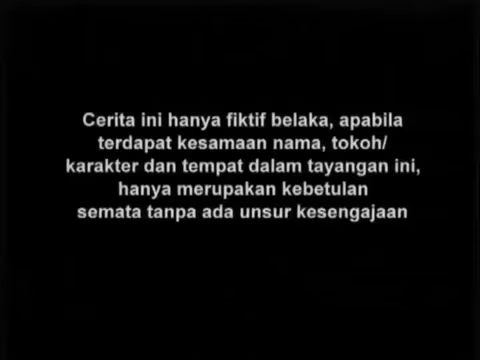 Cerita ini hanya fiktif belaka, apabila
terdapat kesamaan nama, tokoh/
karakter dan tempat dalam tayangan ini,
hanya merupakan kebetulan
semata tanpa ada unsur kesengajaan